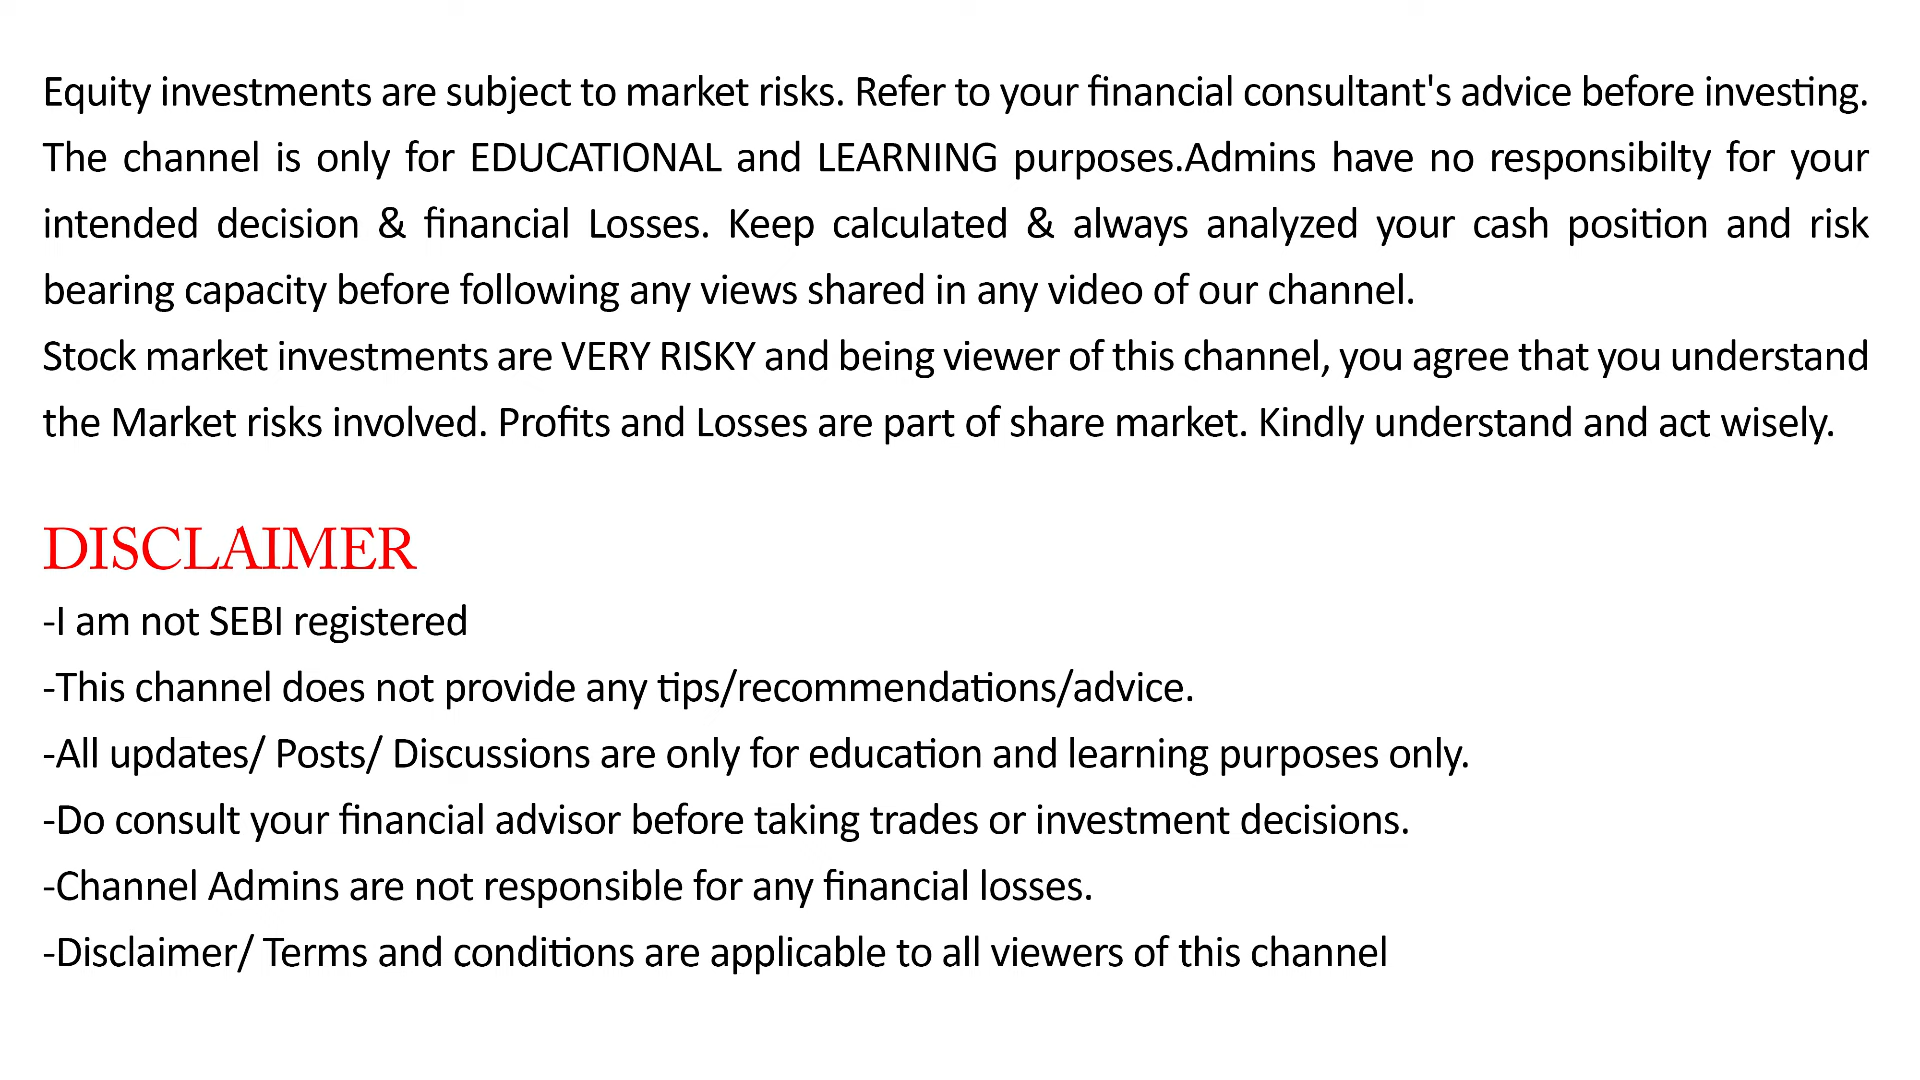 Equity investments are subject to market risks. Refer to your financial consultant's advice before investing.
The channel is only for EDUCATIONAL and LEARNING purposes.Admins have no responsibilty for your
intended decision & financial Losses. Keep calculated & always analyzed your cash position and risk
bearing capacity before following any views shared in any video of our channel.
Stock market investments are VERY RISKY and being viewer of this channel, you agree that you understand
the Market risks involved. Profits and Losses are part of share market. Kindly understand and act wisely.
DISCLAIMER
-I am not SEBI registered
-This channel does not provide any tips/recommendations/advice.
-All updates/ Posts/ Discussions are only for education and learning purposes only.
-Do consult your financial advisor before taking trades or investment decisions.
-Channel Admins are not responsible for any financial losses.
-Disclaimer/ Terms and conditions are applicable to all viewers of this channel